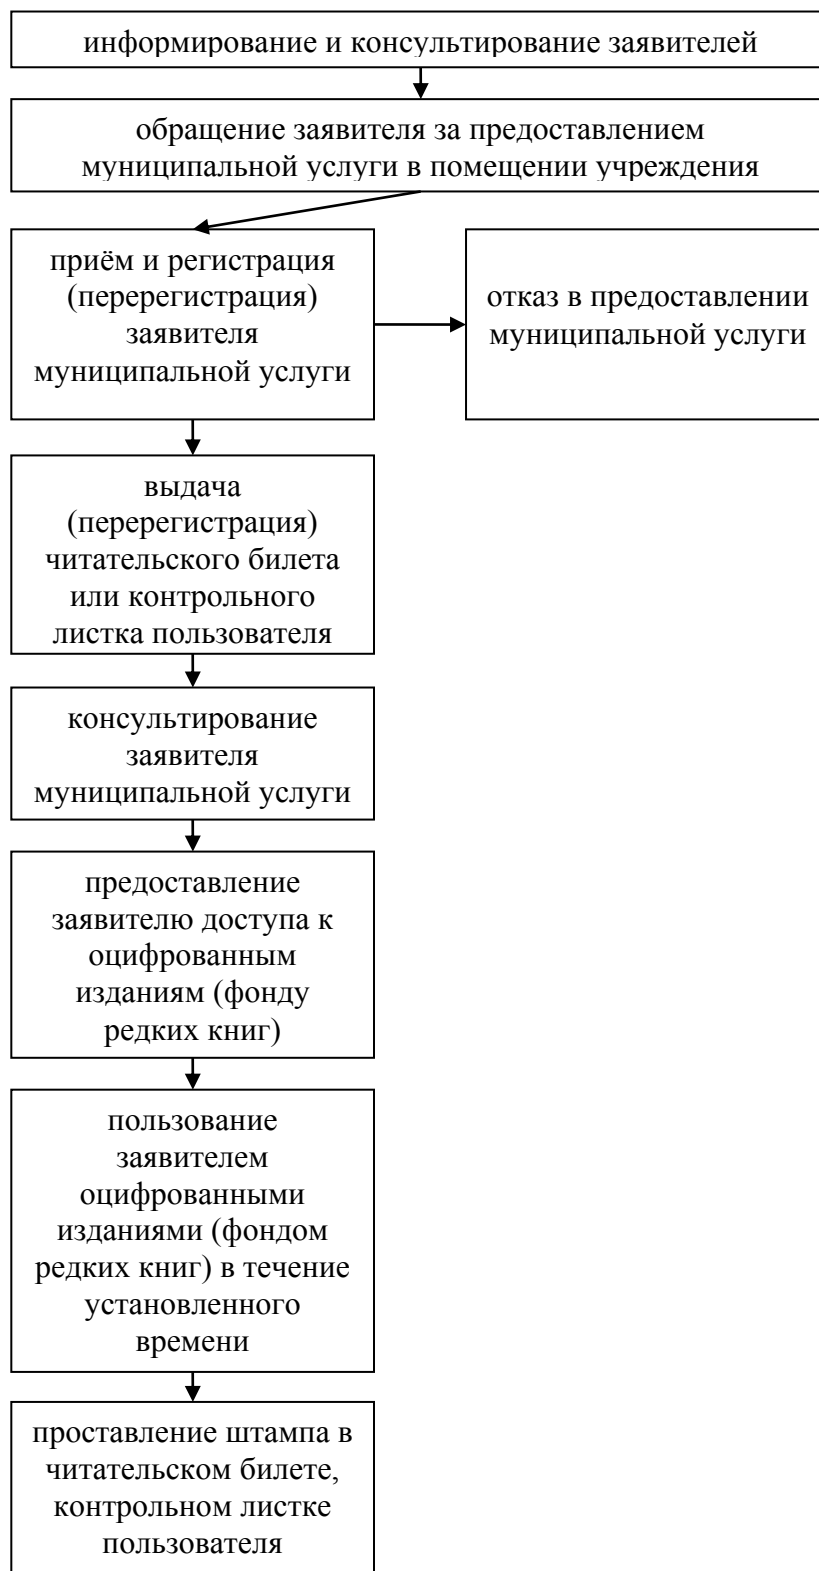 информирование и консультирование заявителей
обращение заявителя за предоставлением
муниципальной услуги в помещении учреждения
приём и регистрация
(перерегистрация)
заявителя
муниципальной услуги
отказ в предоставлении
муниципальной услуги
выдача
(перерегистрация)
читательского билета
или контрольного
листка пользователя
консультирование
заявителя
муниципальной услуги
предоставление
заявителю доступа к
оцифрованным
изданиям (фонду
редких книг)
пользование
заявителем
оцифрованными
изданиями (фондом
редких книг) в течение
установленного
времени
проставление штампа в
читательском билете,
контрольном листке
пользователя